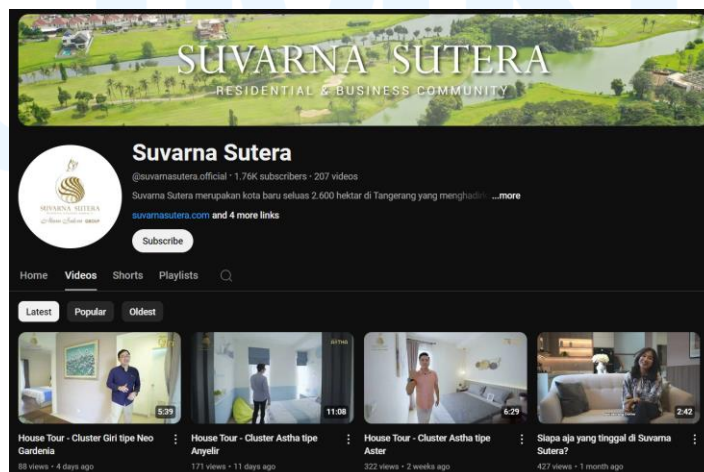 SUVARNA SUTERA
RESIDENTIAL & BUSINESS COMMUNITY
SUVARNA SUTERA
GROUP
Suvarna Sutera
@suvarnasutera.official · 1.76K subscribers · 207 videos
Suvarna Sutera merupakan kota baru seluas 2.600 hektar di Tangerang yang menghadir ...more
suvarnasutera.com and 4 more links
Subscribe
Home Videos Shorts Playlists
Latest Popular Oldest
5:39 11:08 6:29 2:42
House Tour - Cluster Giri tipe Neo Gardenia
88 views • 4 days ago
House Tour - Cluster Astha tipe Anyelir
171 views • 11 days ago
House Tour - Cluster Astha tipe Aster
322 views • 2 weeks ago
Siapa aja yang tinggal di Suvarna Sutera?
427 views • 1 month ago